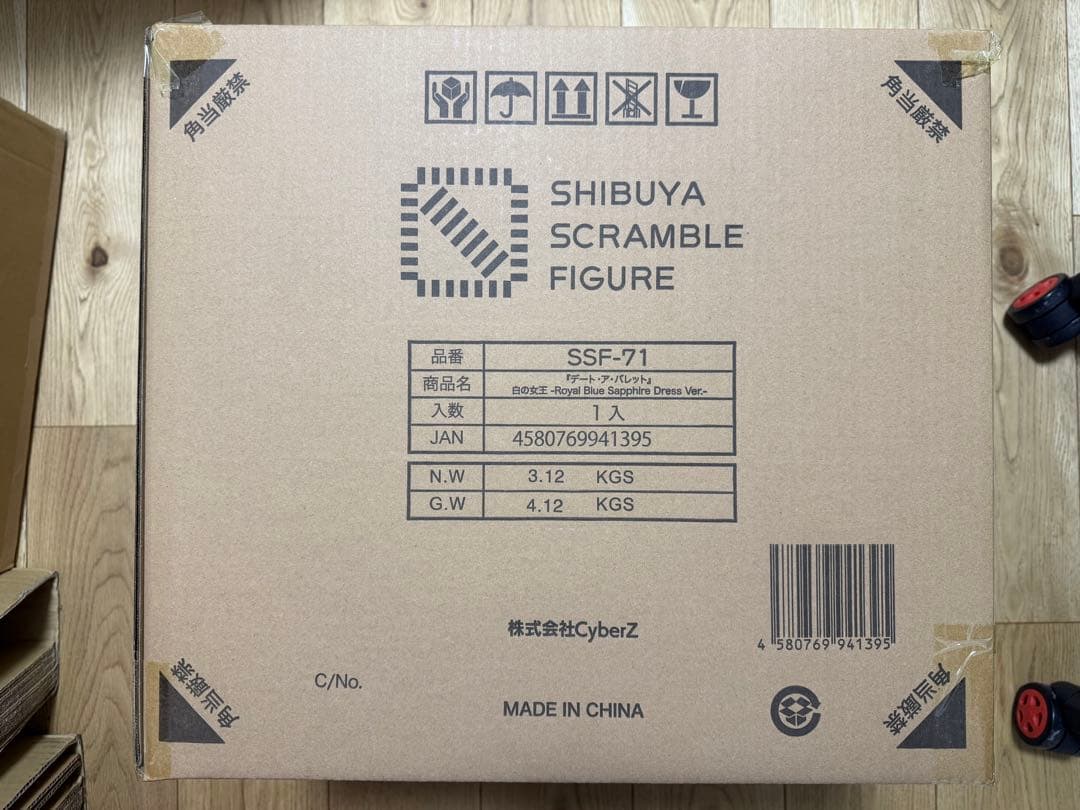 角当厳禁
角当厳禁
SHIBUYA
SCRAMBLE
FIGURE
品番 SSF-71
商品名 『デート・ア・バレット』
白の女王 -Royal Blue Sapphire Dress Ver.-
入数 1入
JAN 4580769941395
N.W 3.12 KGS
G.W 4.12 KGS
4 580769 941395
株式会社CyberZ
角当厳禁
角当厳禁
C/No.
MADE IN CHINA